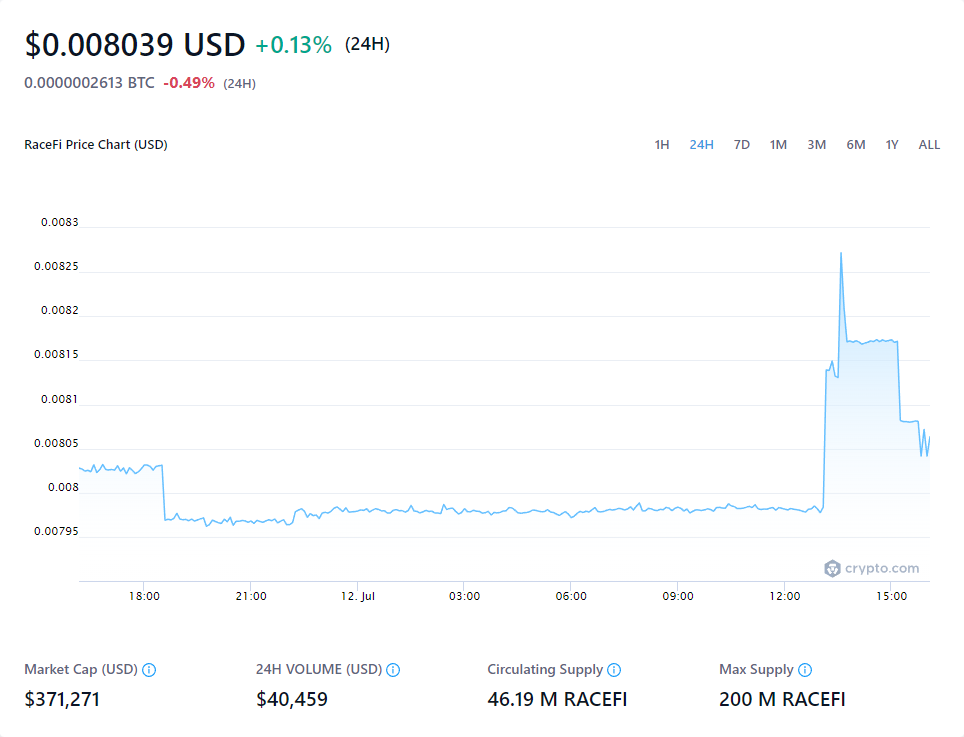 $0.008039 USD +0.13% (24H)
0.0000002613 BTC -0.49% (24H)
RaceFi Price Chart (USD) 1H 24H 7D 1M 3M 6M 1Y ALL
0.0083
0.00825
0.0082
0.00815
0.0081
0.00805
0.008
0.00795
crypto.com
18:00 21:00 12. Jul 03:00 06:00 09:00 12:00 15:00
Market Cap (USD) 24H VOLUME (USD) Circulating Supply Max Supply
$371,271 $40,459 46.19 M RACEFI 200 M RACEFI